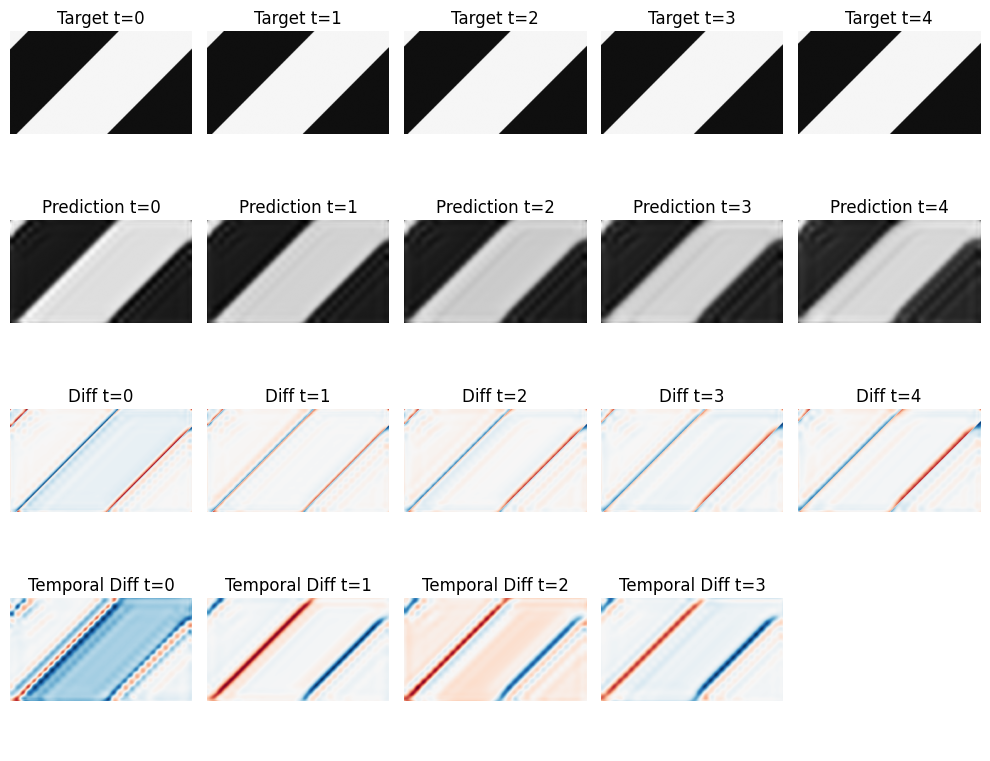 Target t=0 Target t=1 Target t=2 Target t=3 Target t=4
Prediction t=0 Prediction t=1 Prediction t=2 Prediction t=3 Prediction t=4
Diff t=0 Diff t=1 Diff t=2 Diff t=3 Diff t=4
Temporal Diff t=0 Temporal Diff t=1 Temporal Diff t=2 Temporal Diff t=3